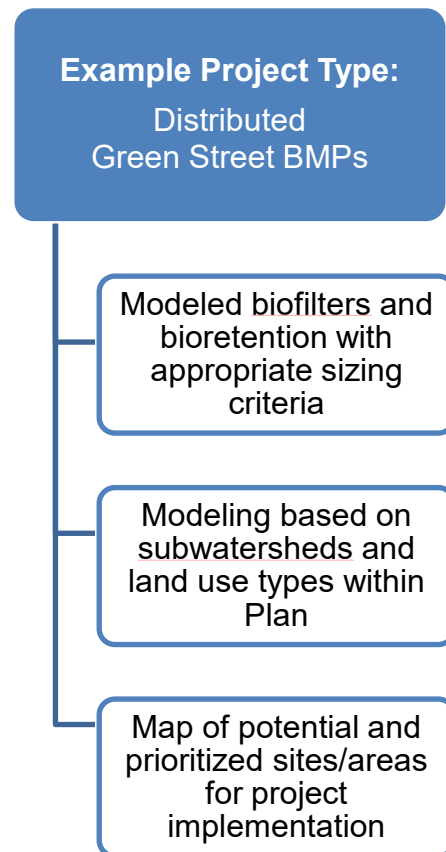 Example Project Type:
Distributed
Green Street BMPs
Modeled biofilters and
bioretention with
appropriate sizing
criteria
Modeling based on
subwatersheds and
land use types within
Plan
Map of potential and
prioritized sites/areas
for project
implementation